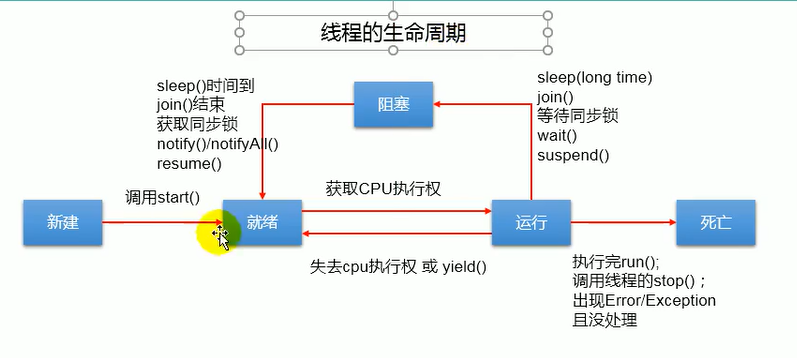 线程的生命周期
sleep()时间到
join()结束
获取同步锁
notify()/notifyAll()
resume()
阻塞
sleep(long time)
join()
等待同步锁
wait()
suspend()
新建
调用start()
就绪
获取CPU执行权
失去cpu执行权 或 yield()
运行
死亡
执行完run();
调用线程的stop()；
出现Error/Exception
且没处理